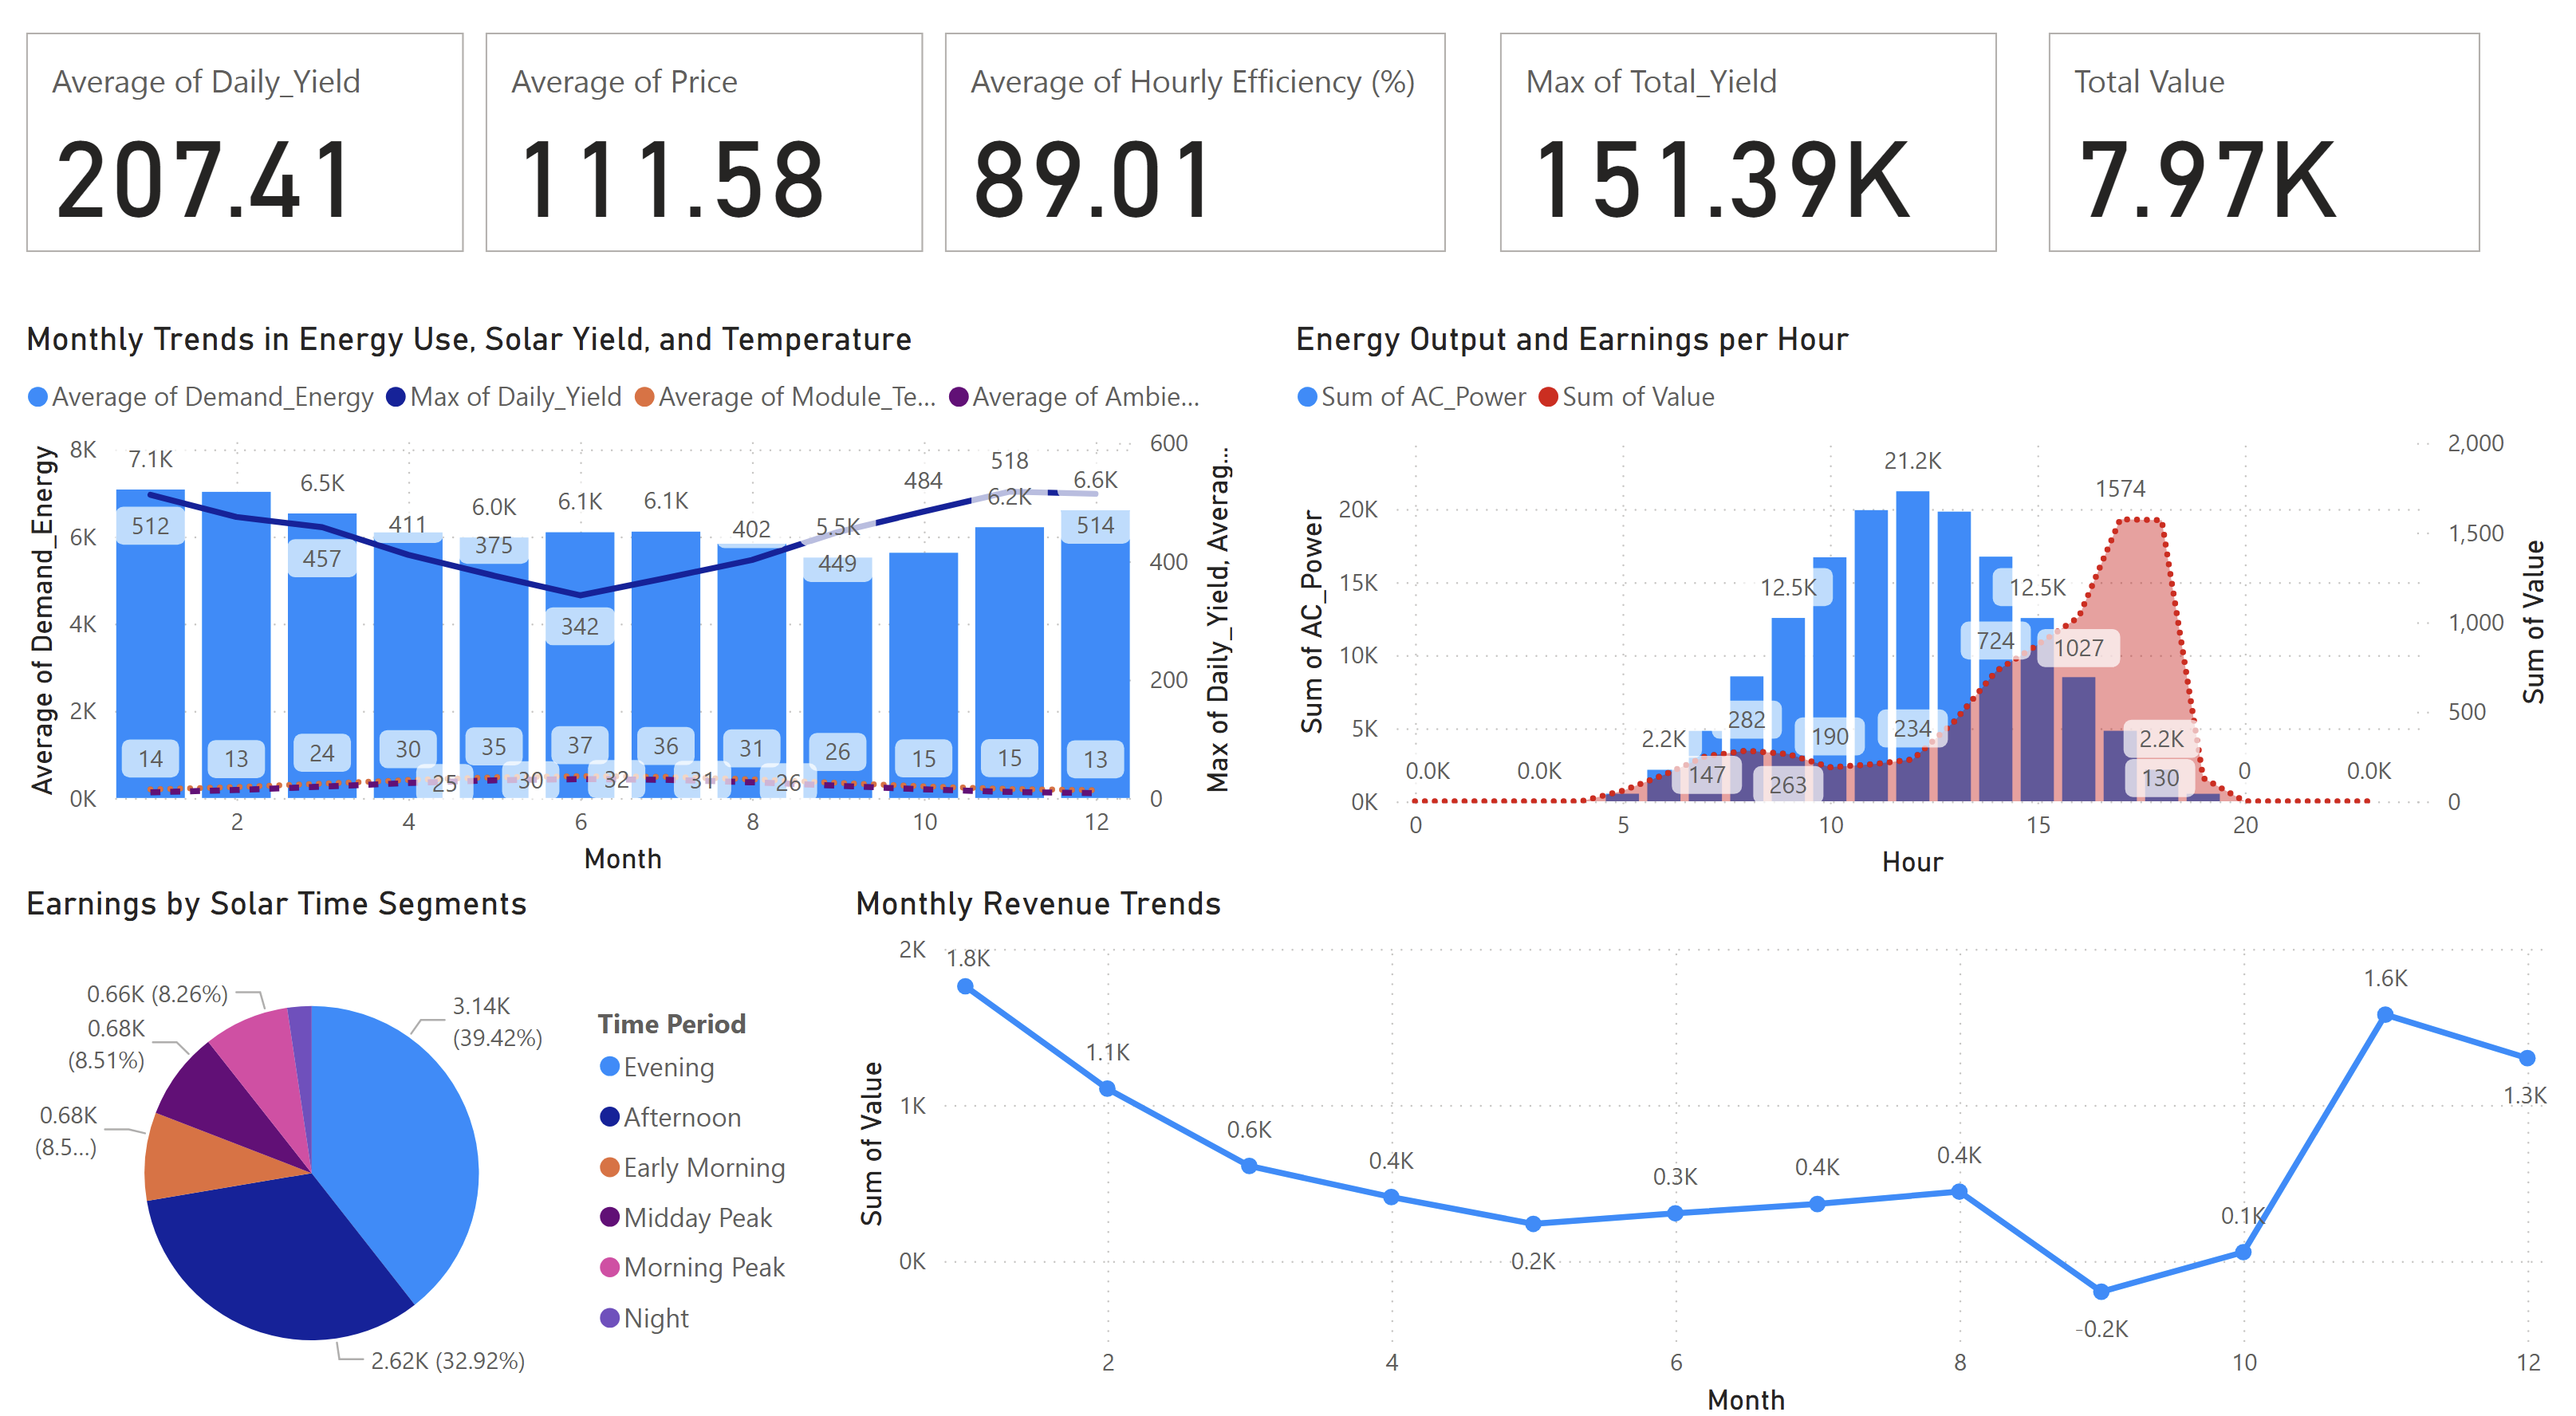 Average of Daily_Yield
207.41
Average of Price
111.58
Average of Hourly Efficiency (%)
89.01
Max of Total_Yield
151.39K
Total Value
7.97K
Monthly Trends in Energy Use, Solar Yield, and Temperature
Average of Demand_Energy Max of Daily_Yield Average of Module_Te... Average of Ambie...
Average of Demand_Energy
8K
6K
4K
2K
0K
7.1K 6.5K 6.0K 6.1K 6.1K 5.5K 6.2K 6.6K
512 457 411 375 342 402 449 484 518 514
14 13 24 30 35 37 36 31 26 15 15 13
25 30 32 31 26
600
400
200
0
Max of Daily_Yield, Averag...
2 4 6 8 10 12
Month
Energy Output and Earnings per Hour
Sum of AC_Power Sum of Value
Sum of AC_Power
20K
15K
10K
5K
0K
0.0K 0.0K 2.2K 12.5K 21.2K 12.5K 2.2K 0.0K
147 282 263 190 234 724 1027 1574 130 0
2,000
1,500
1,000
500
0
Sum of Value
0 5 10 15 20
Hour
Earnings by Solar Time Segments
3.14K
(39.42%)
2.62K (32.92%)
0.68K
(8.5...)
0.68K
(8.51%)
0.66K (8.26%)
Time Period
Evening
Afternoon
Early Morning
Midday Peak
Morning Peak
Night
Monthly Revenue Trends
Sum of Value
2K
1K
0K
1.8K 1.1K 0.6K 0.4K 0.2K 0.3K 0.4K 0.4K -0.2K 0.1K 1.6K 1.3K
2 4 6 8 10 12
Month